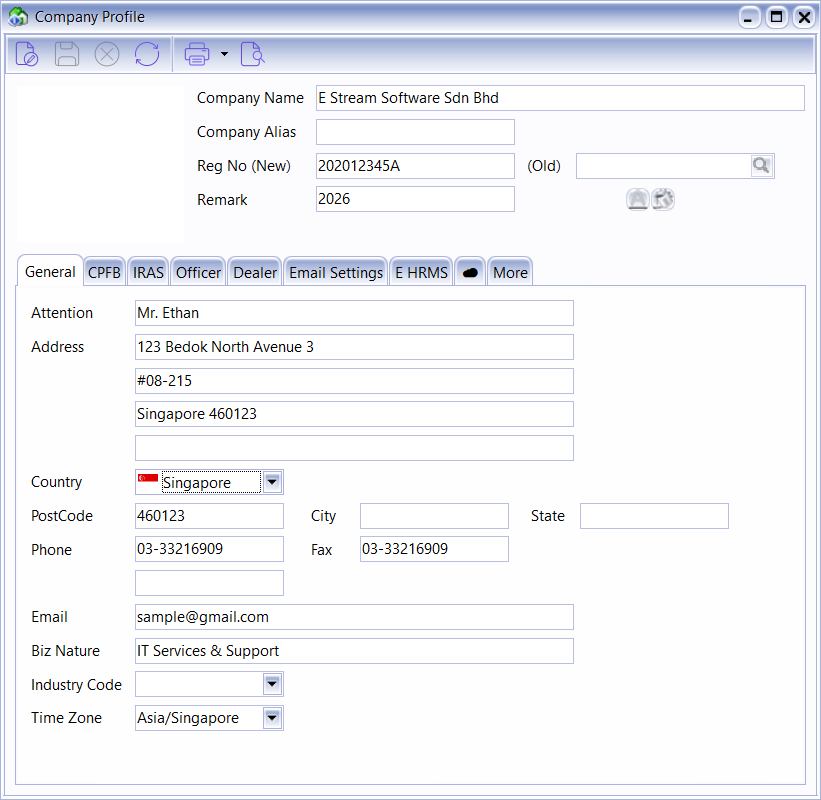 Company Profile
Company Name E Stream Software Sdn Bhd
Company Alias
Reg No (New) 202012345A (Old)
Remark 2026
General CPFB IRAS Officer Dealer Email Settings E HRMS More
Attention Mr. Ethan
Address 123 Bedok North Avenue 3
#08-215
Singapore 460123
Country Singapore
PostCode 460123 City State
Phone 03-33216909 Fax 03-33216909
Email sample@gmail.com
Biz Nature IT Services & Support
Industry Code
Time Zone Asia/Singapore